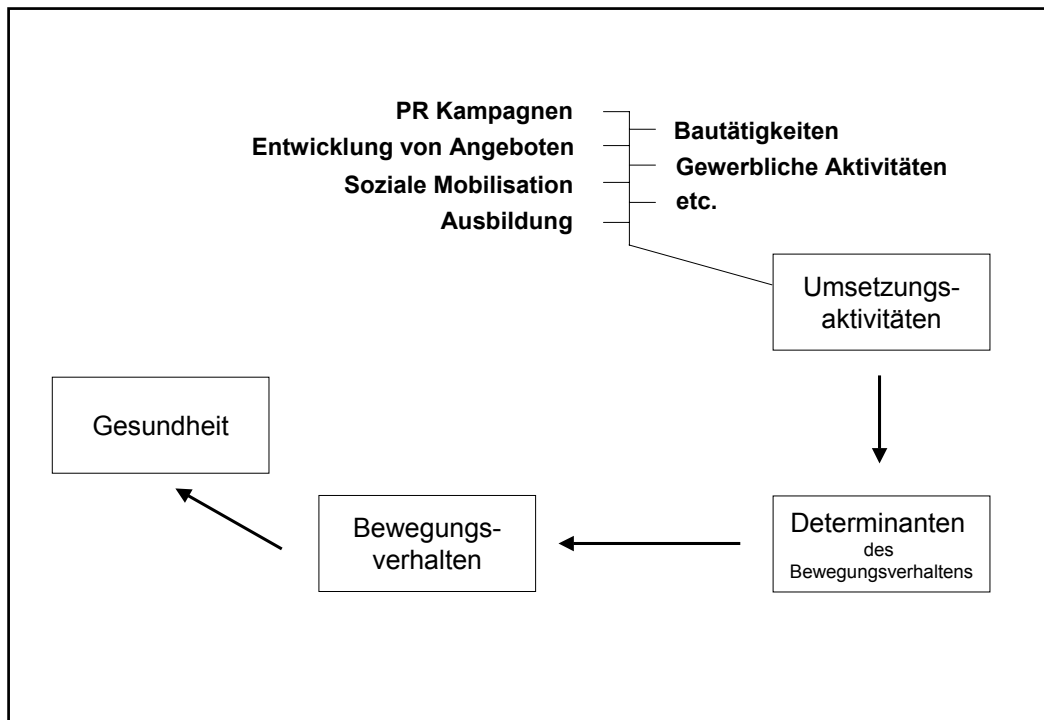 PR Kampagnen
Entwicklung von Angeboten
Soziale Mobilisation
Ausbildung
Bautätigkeiten
Gewerbliche Aktivitäten
etc.
Umsetzungs-
aktivitäten
Gesundheit
Bewegungs-
verhalten
Determinanten
des
Bewegungsverhaltens